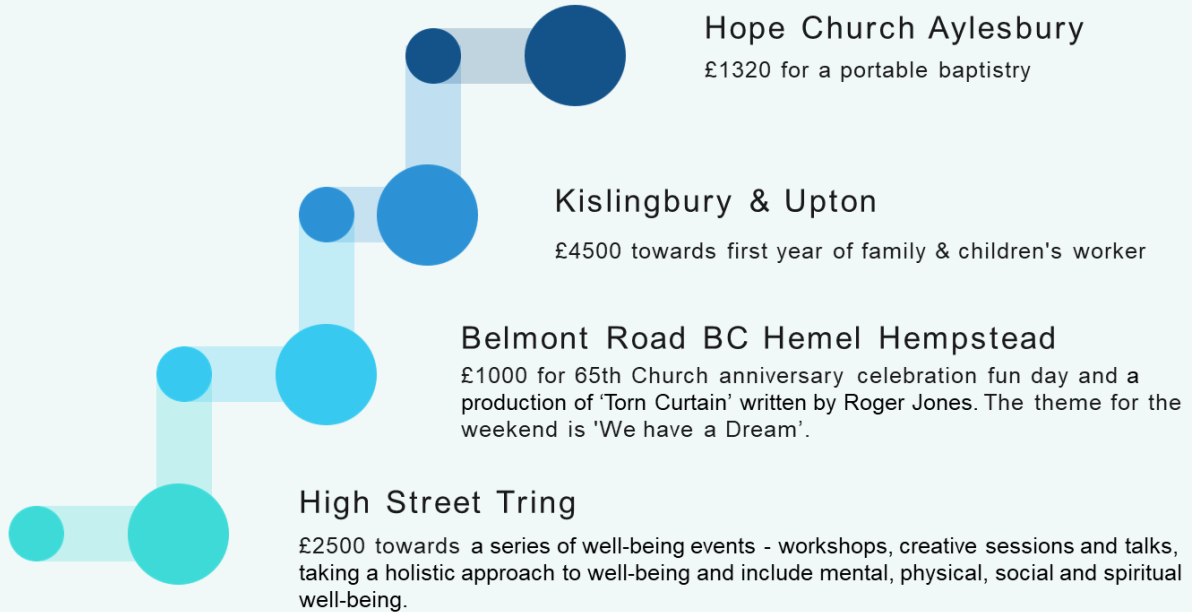 Hope Church Aylesbury
£1320 for a portable baptistry
Kislingbury & Upton
£4500 towards first year of family & children's worker
Belmont Road BC Hemel Hempstead
£1000 for 65th Church anniversary celebration fun day and a
production of ‘Torn Curtain’ written by Roger Jones. The theme for the
weekend is 'We have a Dream’.
High Street Tring
£2500 towards a series of well-being events - workshops, creative sessions and talks,
taking a holistic approach to well-being and include mental, physical, social and spiritual
well-being.